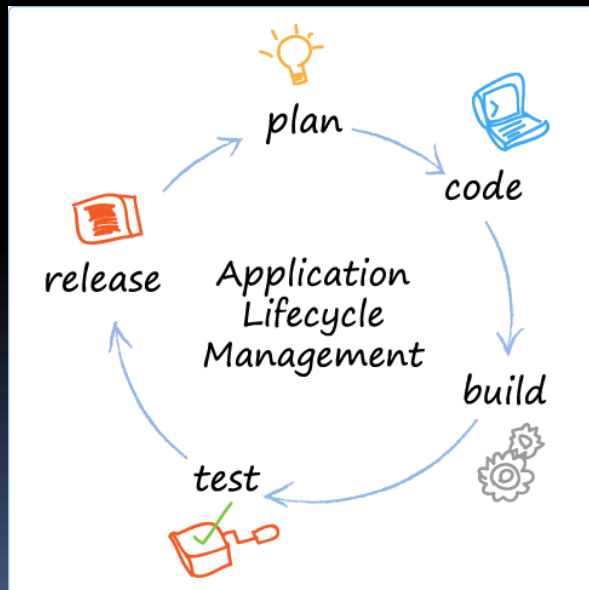 plan
code
build
test
release
Application
Lifecycle
Management